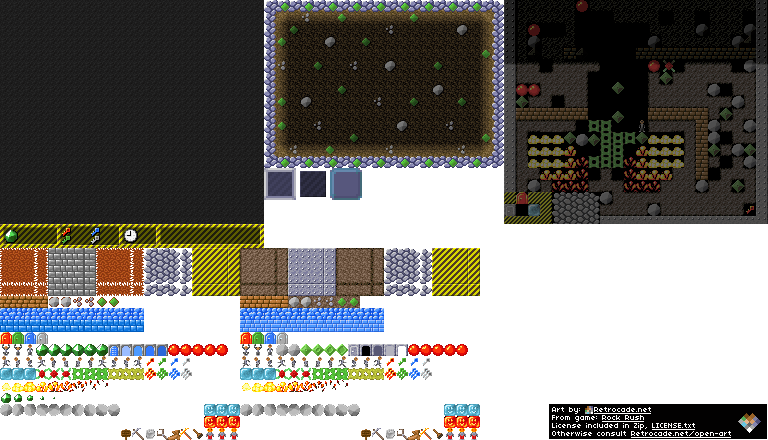 Art by: Retrocade.net
From game: Rock Rush
License included in Zip, LICENSE.txt
Otherwise consult Retrocade.net/open-art